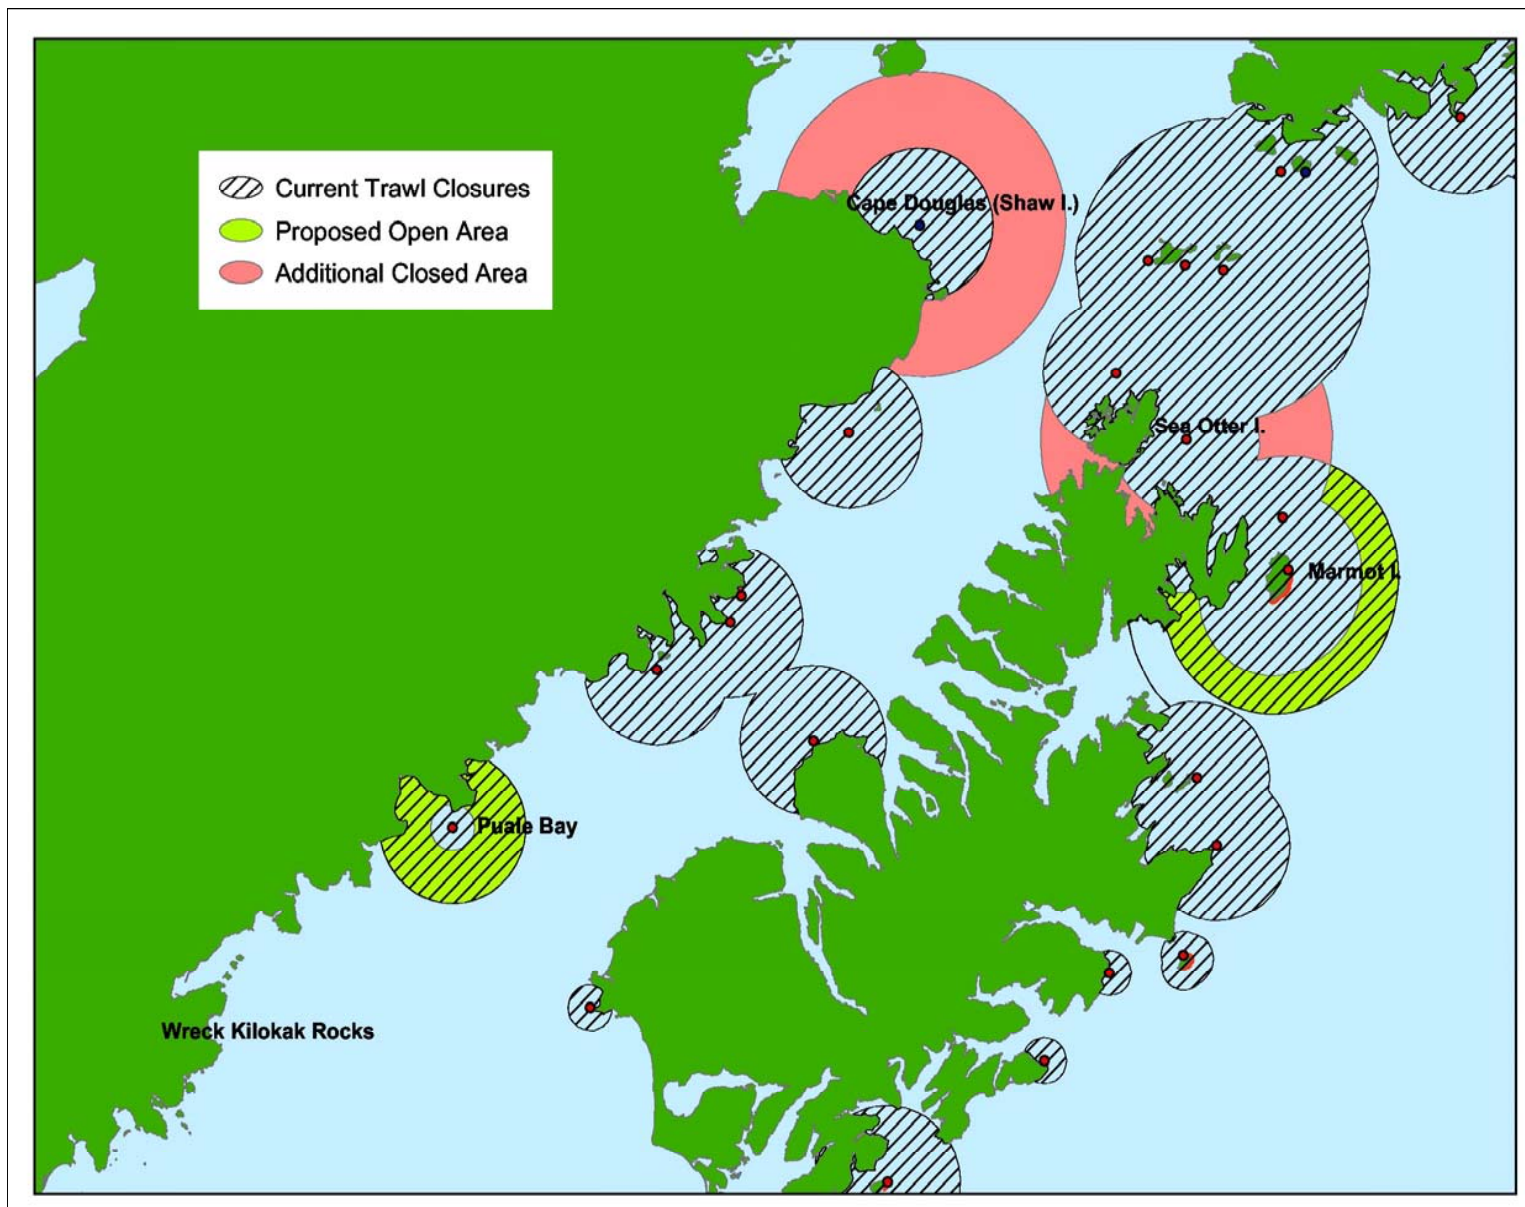 Current Trawl Closures
Proposed Open Area
Additional Closed Area
Cape Douglas (Shaw I.)
Sea Otter I.
Marmot I.
Puale Bay
Wreck Kilokak Rocks